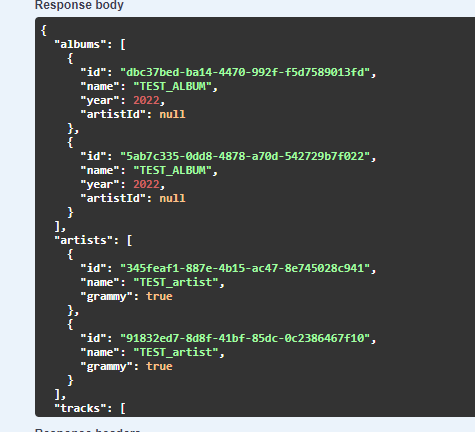 Response body
{
  "albums": [
    {
      "id": "dbc37bed-ba14-4470-992f-f5d7589013fd",
      "name": "TEST_ALBUM",
      "year": 2022,
      "artistId": null
    },
    {
      "id": "5ab7c335-0dd8-4878-a70d-542729b7f022",
      "name": "TEST_ALBUM",
      "year": 2022,
      "artistId": null
    }
  ],
  "artists": [
    {
      "id": "345feaf1-887e-4b15-ac47-8e745028c941",
      "name": "TEST_artist",
      "grammy": true
    },
    {
      "id": "91832ed7-8d8f-41bf-85dc-0c2386467f10",
      "name": "TEST_artist",
      "grammy": true
    }
  ],
  "tracks": [
Response headers